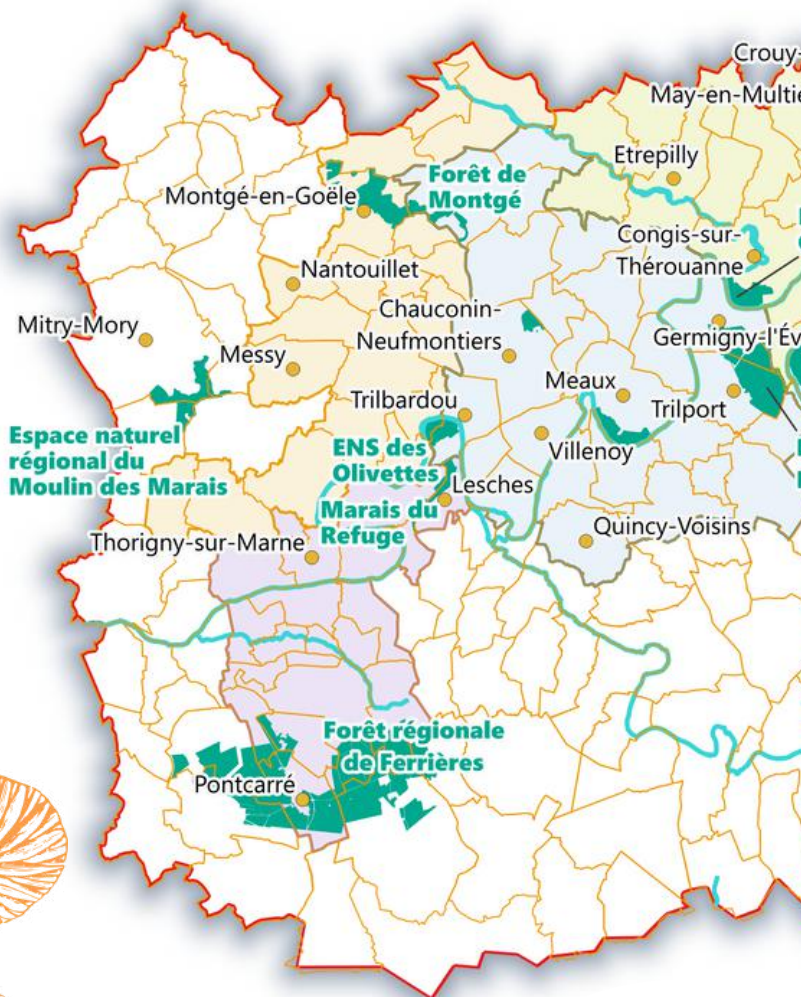 Crouy-
May-en-Multie
Etrepilly
Forêt de
Montgé
Montgé-en-Goële
Congis-sur-
Thérouanne
Nantouillet
Chauconin-
Neufmontiers
Mitry-Mory
Germigny-l'Év
Messy
Meaux
Trilbardou
Trilport
Espace naturel
régional du
Moulin des Marais
ENS des
Olivettes
Villenoy
Lesches
Marais du
Refuge
Quincy-Voisins
Thorigny-sur-Marne
Forêt régionale
de Ferrières
Pontcarré